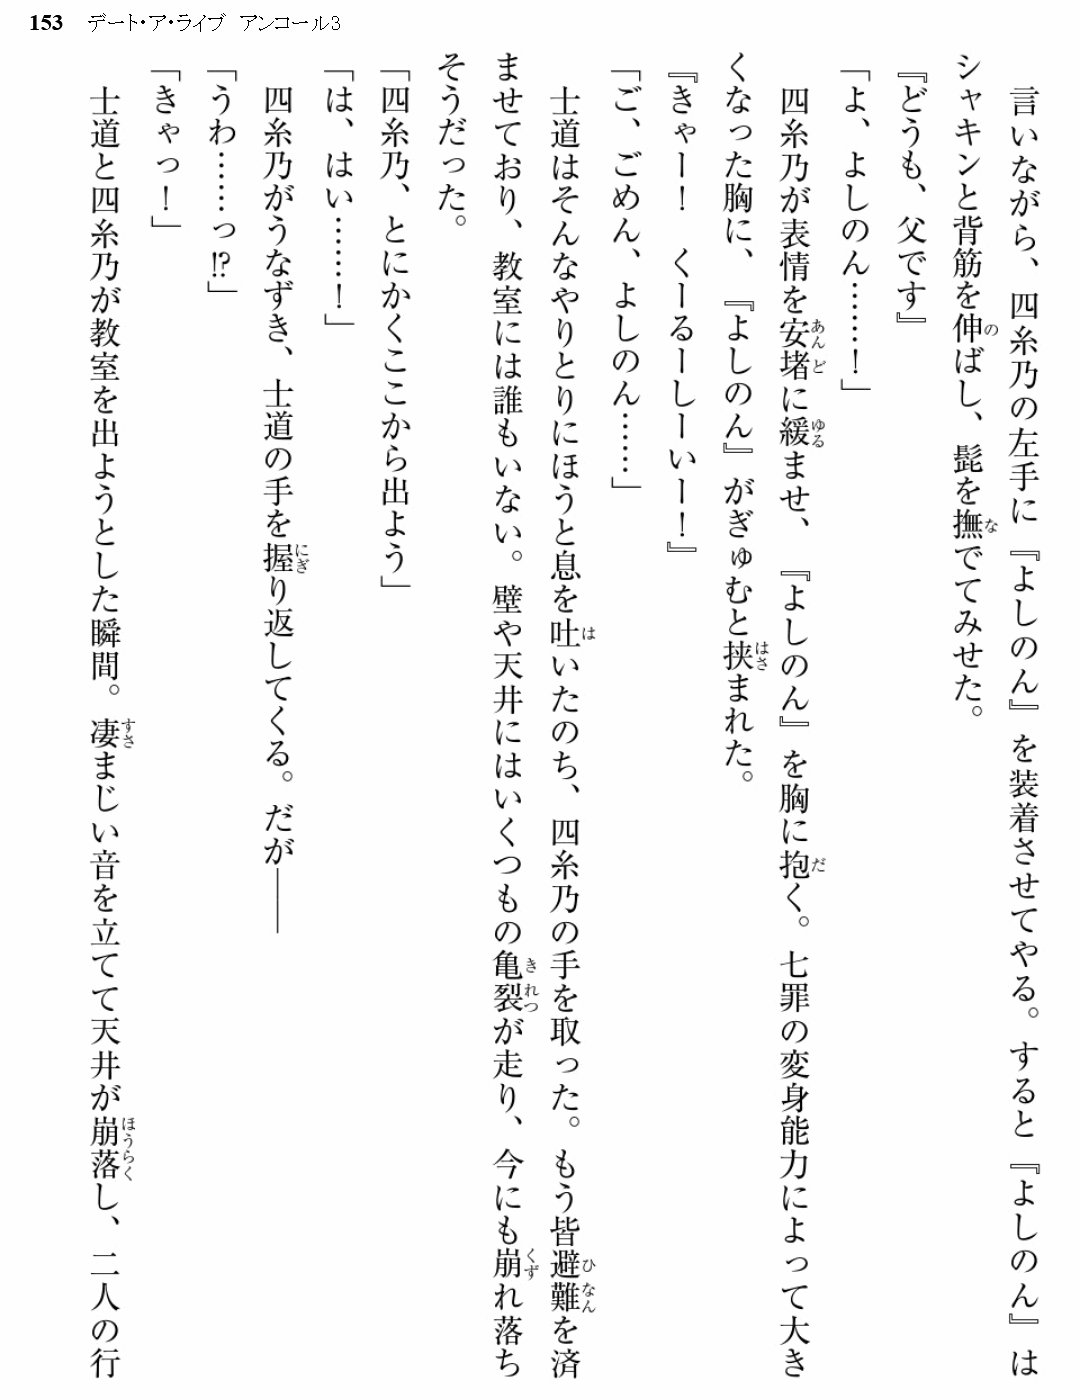 153 デート・ア・ライブ アンコール3
言いながら、四糸乃の左手に『よしのん』を装着させてやる。すると『よしのん』は
シャキンと背筋を伸ばし、髭を撫でてみせた。
『どうも、父です』
「よ、よしのん……！」
四糸乃が表情を安堵に緩ませ、『よしのん』を胸に抱く。七罪の変身能力によって大き
くなった胸に、『よしのん』がぎゅむと挟まれた。
『きゃー！　くーるーしーいー！』
「ご、ごめん、よしのん……」
士道はそんなやりとりにほうと息を吐いたのち、四糸乃の手を取った。もう皆避難を済
ませており、教室には誰もいない。壁や天井にはいくつもの亀裂が走り、今にも崩れ落ち
そうだった。
「四糸乃、とにかくここから出よう」
「は、はい……！」
四糸乃がうなずき、士道の手を握り返してくる。だが──
「うわ……っ!?」
「きゃっ！」
士道と四糸乃が教室を出ようとした瞬間。凄まじい音を立てて天井が崩落し、二人の行